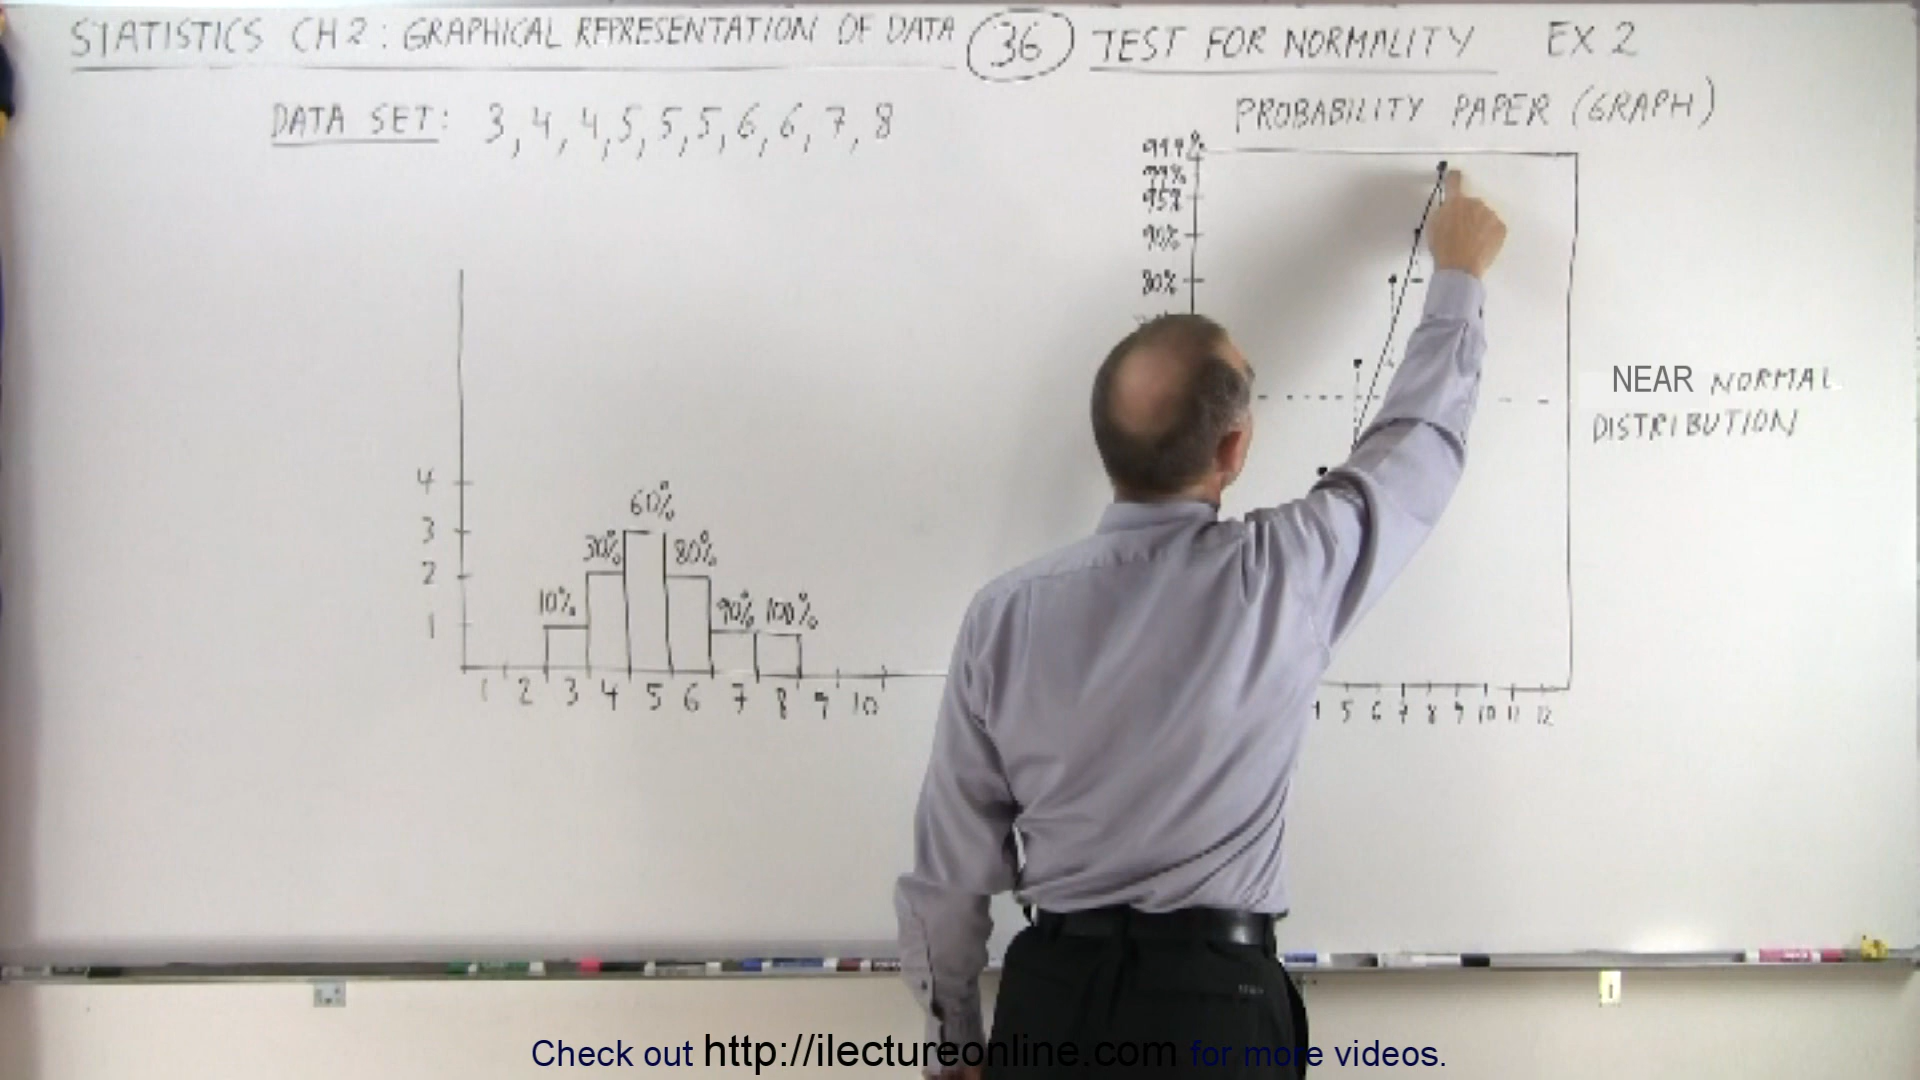 STATISTICS CH 2: GRAPHICAL REPRESENTATION OF DATA 36 TEST FOR NORMALITY EX 2
DATA SET: 3, 4, 4, 5, 5, 5, 6, 6, 7, 8
PROBABILITY PAPER (GRAPH)
99%
95%
90%
80%
NEAR NORMAL
DISTRIBUTION
4
3
2
1
10% 30% 60% 80% 90% 100%
1 2 3 4 5 6 7 8 9 10
5 6 7 8 9 10 11 12
Check out http://ilectureonline.com for more videos.